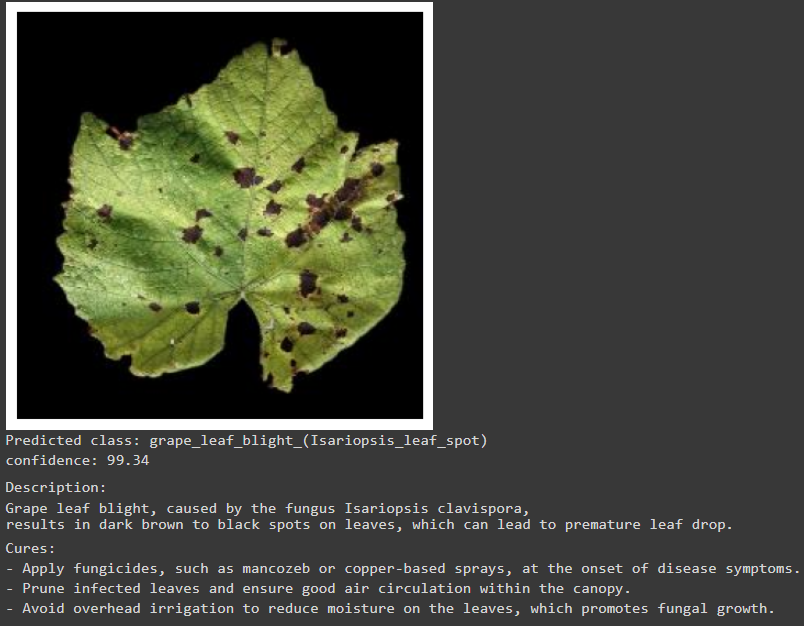 Predicted class: grape_leaf_blight_(Isariopsis_leaf_spot)
confidence: 99.34
Description:
Grape leaf blight, caused by the fungus Isariopsis clavispora,
results in dark brown to black spots on leaves, which can lead to premature leaf drop.
Cures:
- Apply fungicides, such as mancozeb or copper-based sprays, at the onset of disease symptoms.
- Prune infected leaves and ensure good air circulation within the canopy.
- Avoid overhead irrigation to reduce moisture on the leaves, which promotes fungal growth.